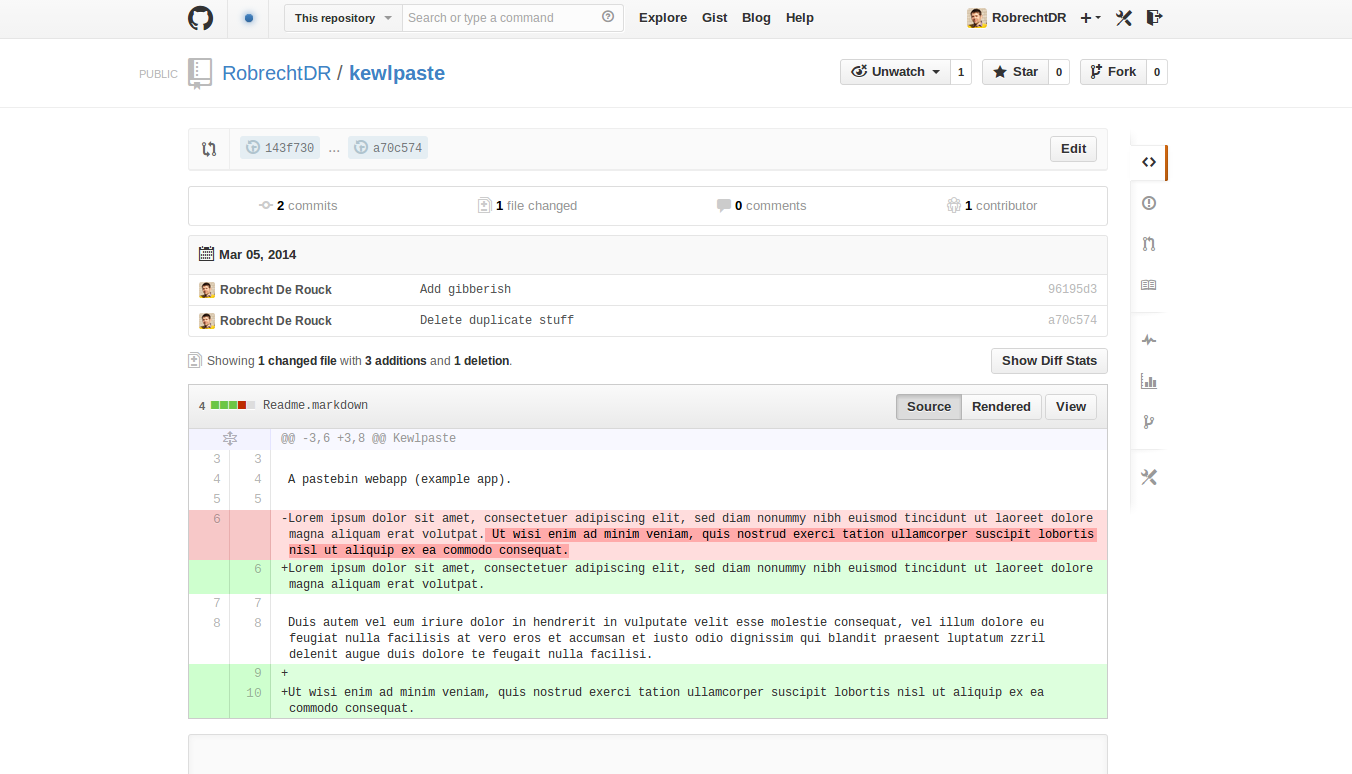 This repository Search or type a command Explore Gist Blog Help RobrechtDR
PUBLIC RobrechtDR / kewlpaste Unwatch 1 Star 0 Fork 0
143f730 ... a70c574 Edit
2 commits 1 file changed 0 comments 1 contributor
Mar 05, 2014
Robrecht De Rouck Add gibberish 96195d3
Robrecht De Rouck Delete duplicate stuff a70c574
Showing 1 changed file with 3 additions and 1 deletion. Show Diff Stats
4 Readme.markdown Source Rendered View
@@ -3,6 +3,8 @@ Kewlpaste
3 3
4 4 A pastebin webapp (example app).
5 5
6 -Lorem ipsum dolor sit amet, consectetuer adipiscing elit, sed diam nonummy nibh euismod tincidunt ut laoreet dolore
magna aliquam erat volutpat. Ut wisi enim ad minim veniam, quis nostrud exerci tation ullamcorper suscipit lobortis
nisl ut aliquip ex ea commodo consequat.
6 +Lorem ipsum dolor sit amet, consectetuer adipiscing elit, sed diam nonummy nibh euismod tincidunt ut laoreet dolore
magna aliquam erat volutpat.
7 7
8 8 Duis autem vel eum iriure dolor in hendrerit in vulputate velit esse molestie consequat, vel illum dolore eu
feugiat nulla facilisis at vero eros et accumsan et iusto odio dignissim qui blandit praesent luptatum zzril
delenit augue duis dolore te feugait nulla facilisi.
9 +
10 +Ut wisi enim ad minim veniam, quis nostrud exerci tation ullamcorper suscipit lobortis nisl ut aliquip ex ea
commodo consequat.